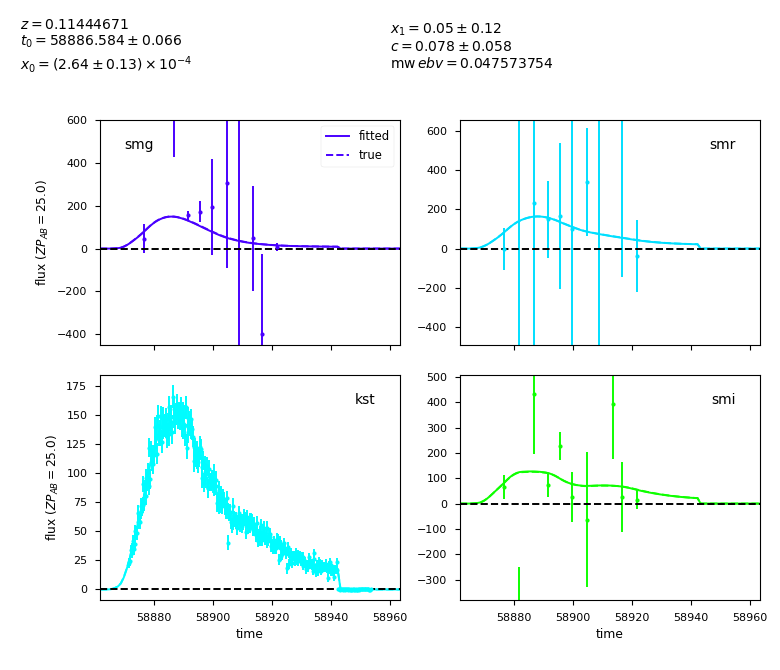 z = 0.11444671
t₀ = 58886.584 ± 0.066
x₀ = (2.64 ± 0.13) × 10⁻⁴
x₁ = 0.05 ± 0.12
c = 0.078 ± 0.058
mw ebv = 0.047573754
smg
fitted
true
600
400
200
0
−200
−400
flux (ZP_AB = 25.0)
smr
600
400
200
0
−200
−400
kst
175
150
125
100
75
50
25
0
flux (ZP_AB = 25.0)
58880 58900 58920 58940 58960
time
smi
500
400
300
200
100
0
−100
−200
−300
58880 58900 58920 58940 58960
time